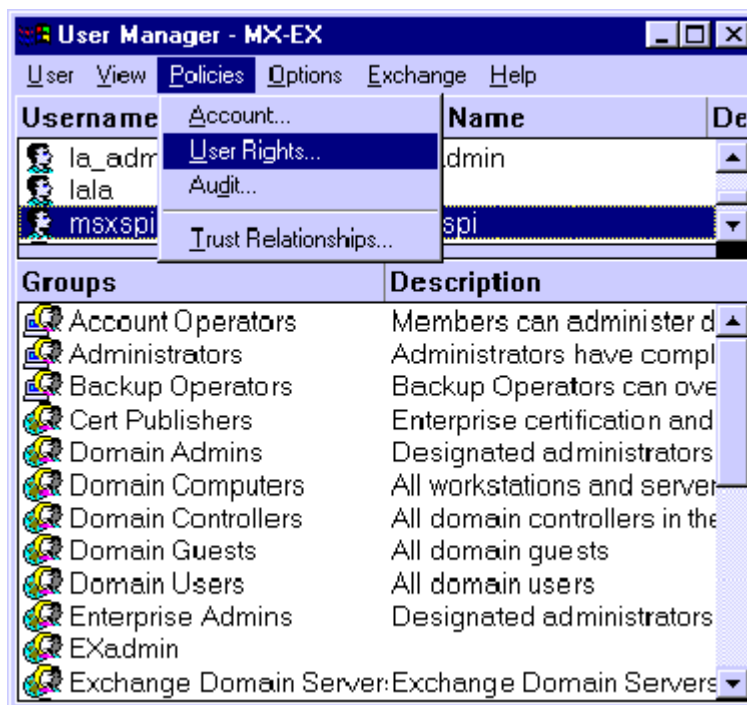 User Manager - MX-EX
User View Policies Options Exchange Help
Username Name De
Account...
User Rights...
Audit...
Trust Relationships...
la_adm dmin
lala
msxspi spi
Groups Description
Account Operators Members can administer d
Administrators Administrators have compl
Backup Operators Backup Operators can ove
Cert Publishers Enterprise certification and
Domain Admins Designated administrators
Domain Computers All workstations and server
Domain Controllers All domain controllers in the
Domain Guests All domain guests
Domain Users All domain users
Enterprise Admins Designated administrators
EXadmin
Exchange Domain Server Exchange Domain Servers